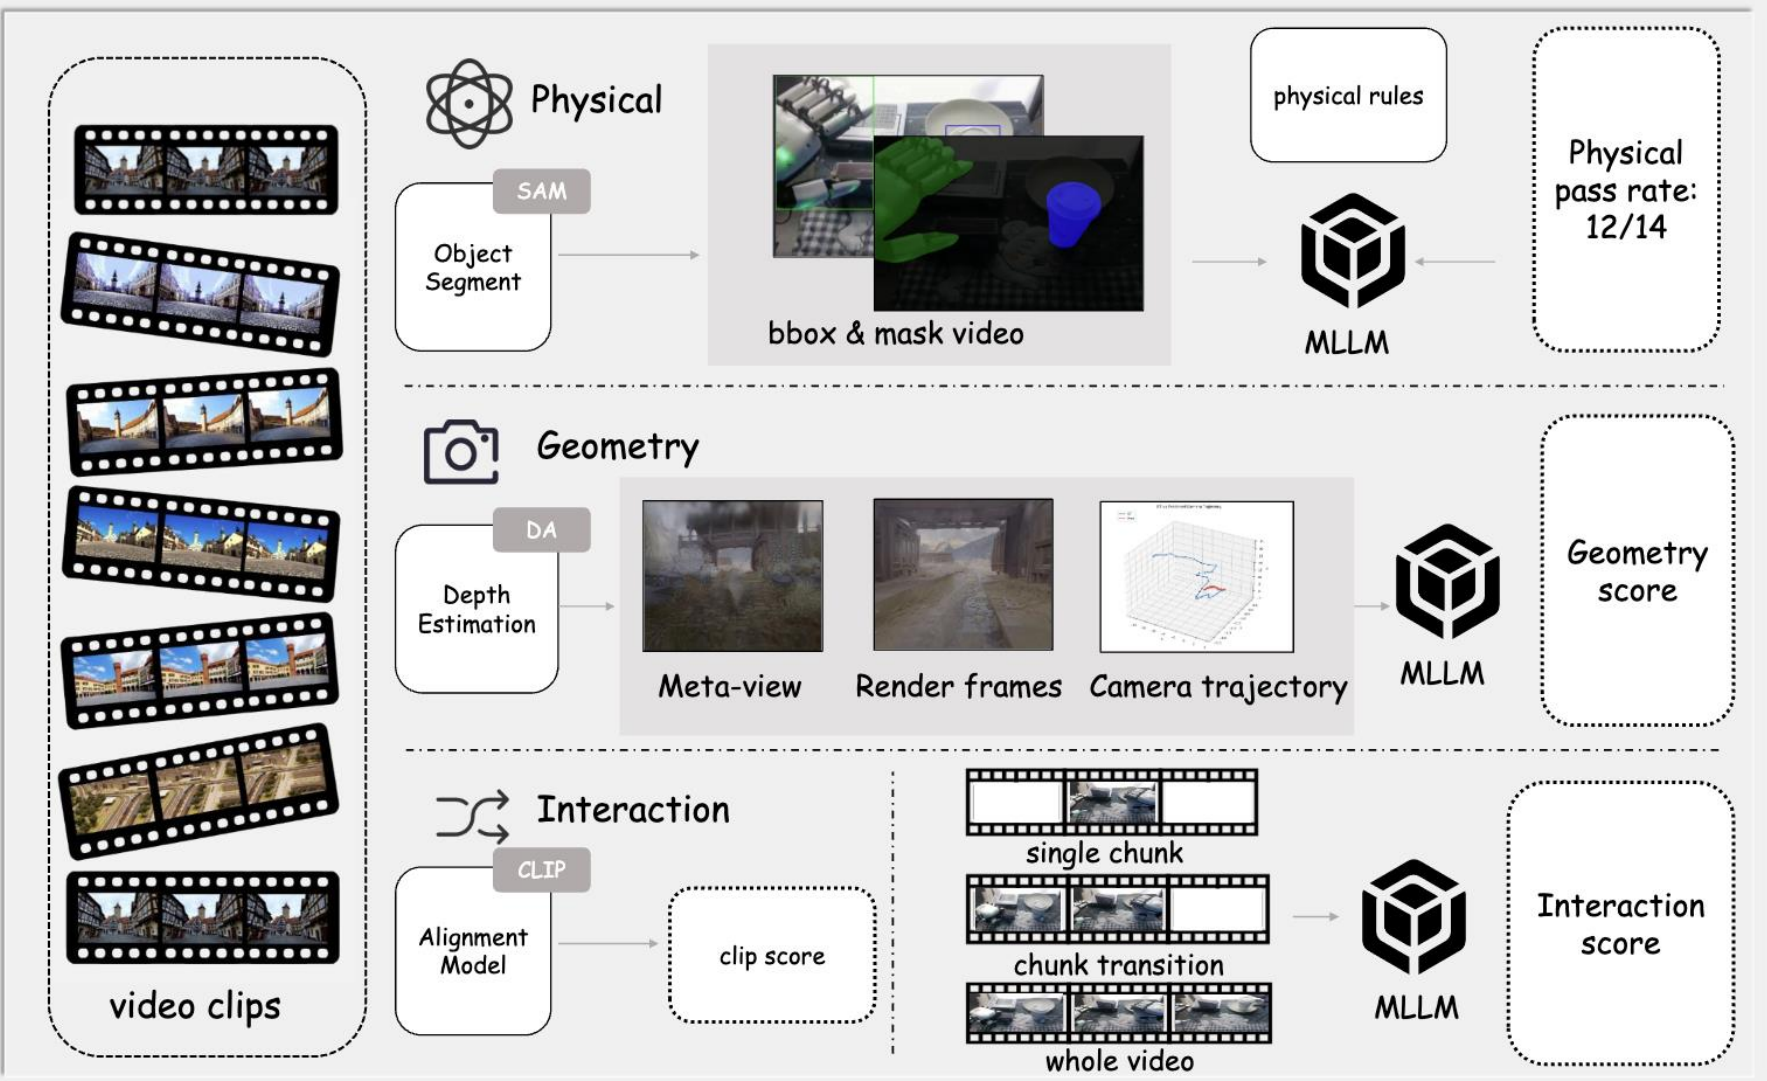 video clips
Physical
SAM
Object
Segment
bbox & mask video
physical rules
MLLM
Physical
pass rate:
12/14
Geometry
DA
Depth
Estimation
Meta-view
Render frames
Camera trajectory
MLLM
Geometry
score
Interaction
CLIP
Alignment
Model
clip score
single chunk
chunk transition
whole video
MLLM
Interaction
score